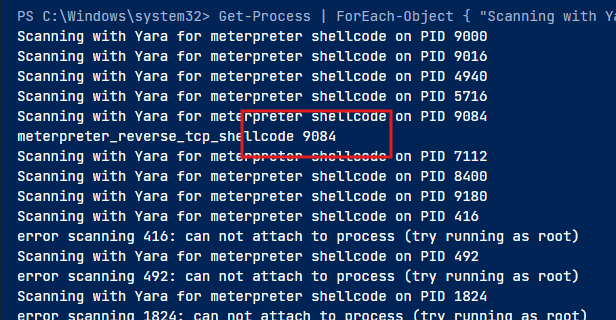 PS C:\Windows\system32> Get-Process | ForEach-Object { "Scanning with Ya
Scanning with Yara for meterpreter shellcode on PID 9000
Scanning with Yara for meterpreter shellcode on PID 9016
Scanning with Yara for meterpreter shellcode on PID 4940
Scanning with Yara for meterpreter shellcode on PID 5716
Scanning with Yara for meterpreter shellcode on PID 9084
meterpreter_reverse_tcp_shellcode 9084
Scanning with Yara for meterpreter shellcode on PID 7112
Scanning with Yara for meterpreter shellcode on PID 8400
Scanning with Yara for meterpreter shellcode on PID 9180
Scanning with Yara for meterpreter shellcode on PID 416
error scanning 416: can not attach to process (try running as root)
Scanning with Yara for meterpreter shellcode on PID 492
error scanning 492: can not attach to process (try running as root)
Scanning with Yara for meterpreter shellcode on PID 1824
error scanning 1824: can not attach to process (try running as root)